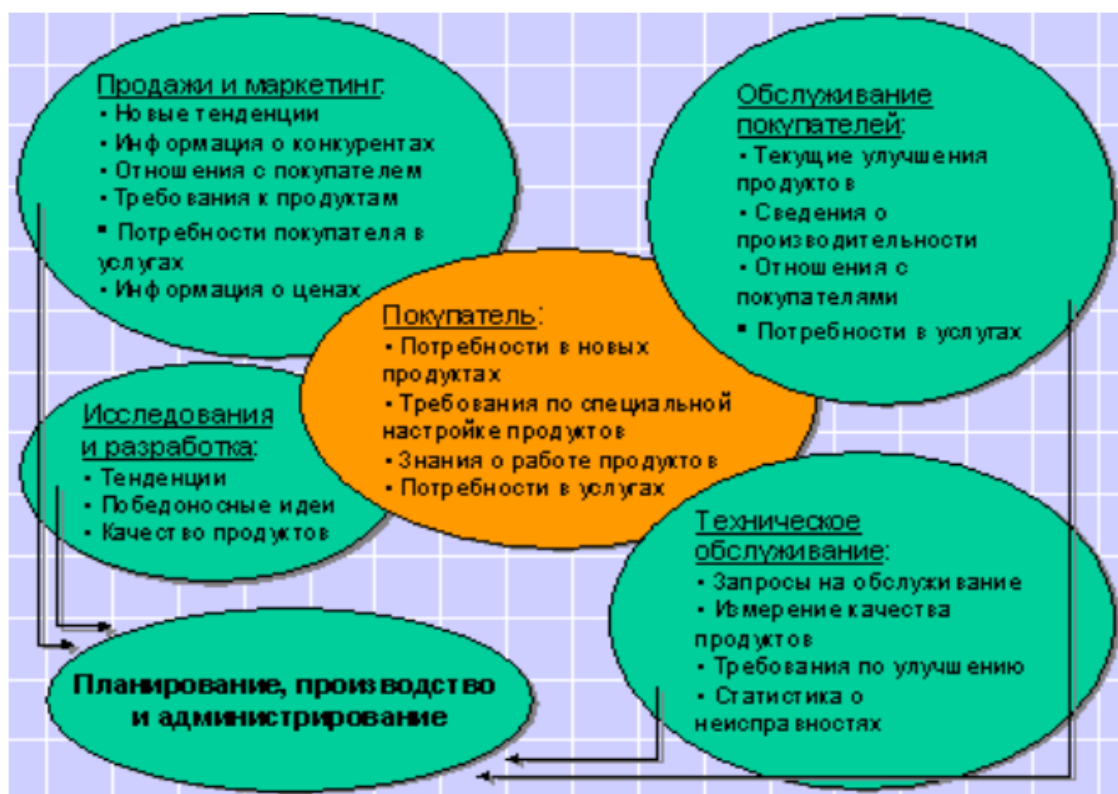 Продажи и маркетинг:
• Новые тенденции
• Информация о конкурентах
• Отношения с покупателем
• Требования к продуктам
▪ Потребности покупателя в
услугах
• Информация о ценах
Обслуживание
покупателей:
• Текущие улучшения
продуктов
• Сведения о
производительности
• Отношения с
покупателями
▪ Потребности в услугах
Покупатель:
• Потребности в новых
продуктах
• Требования по специальной
настройке продуктов
• Знания о работе продуктов
• Потребности в услугах
Исследования
и разработка:
• Тенденции
• Победоносные идеи
• Качество продуктов
Техническое
обслуживание:
• Запросы на обслуживание
• Измерение качества
продуктов
• Требования по улучшению
• Статистика о
неисправностях
Планирование, производство
и администрирование